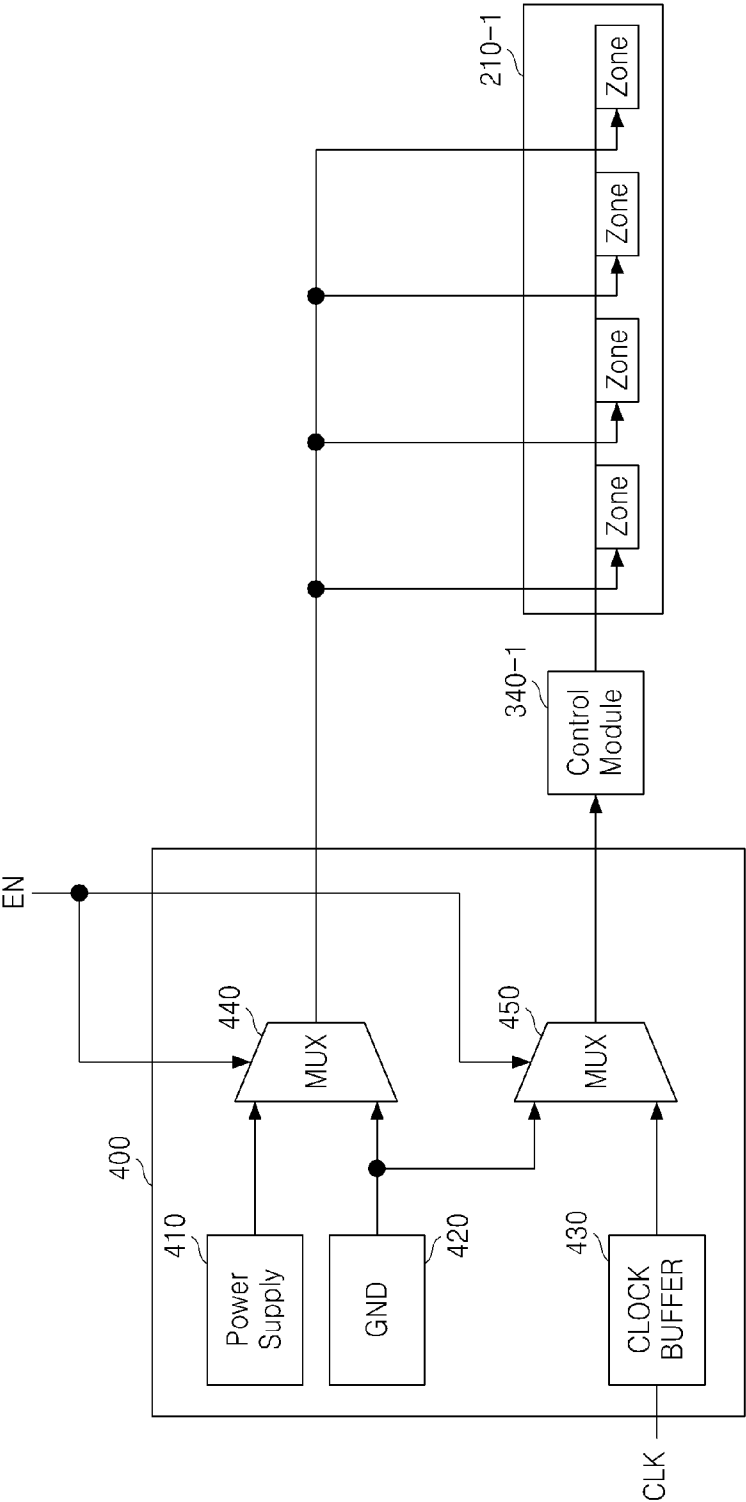 EN
400
410
Power
Supply
440
MUX
GND
420
450
MUX
430
CLOCK
BUFFER
CLK
340-1
Control
Module
210-1
Zone
Zone
Zone
Zone